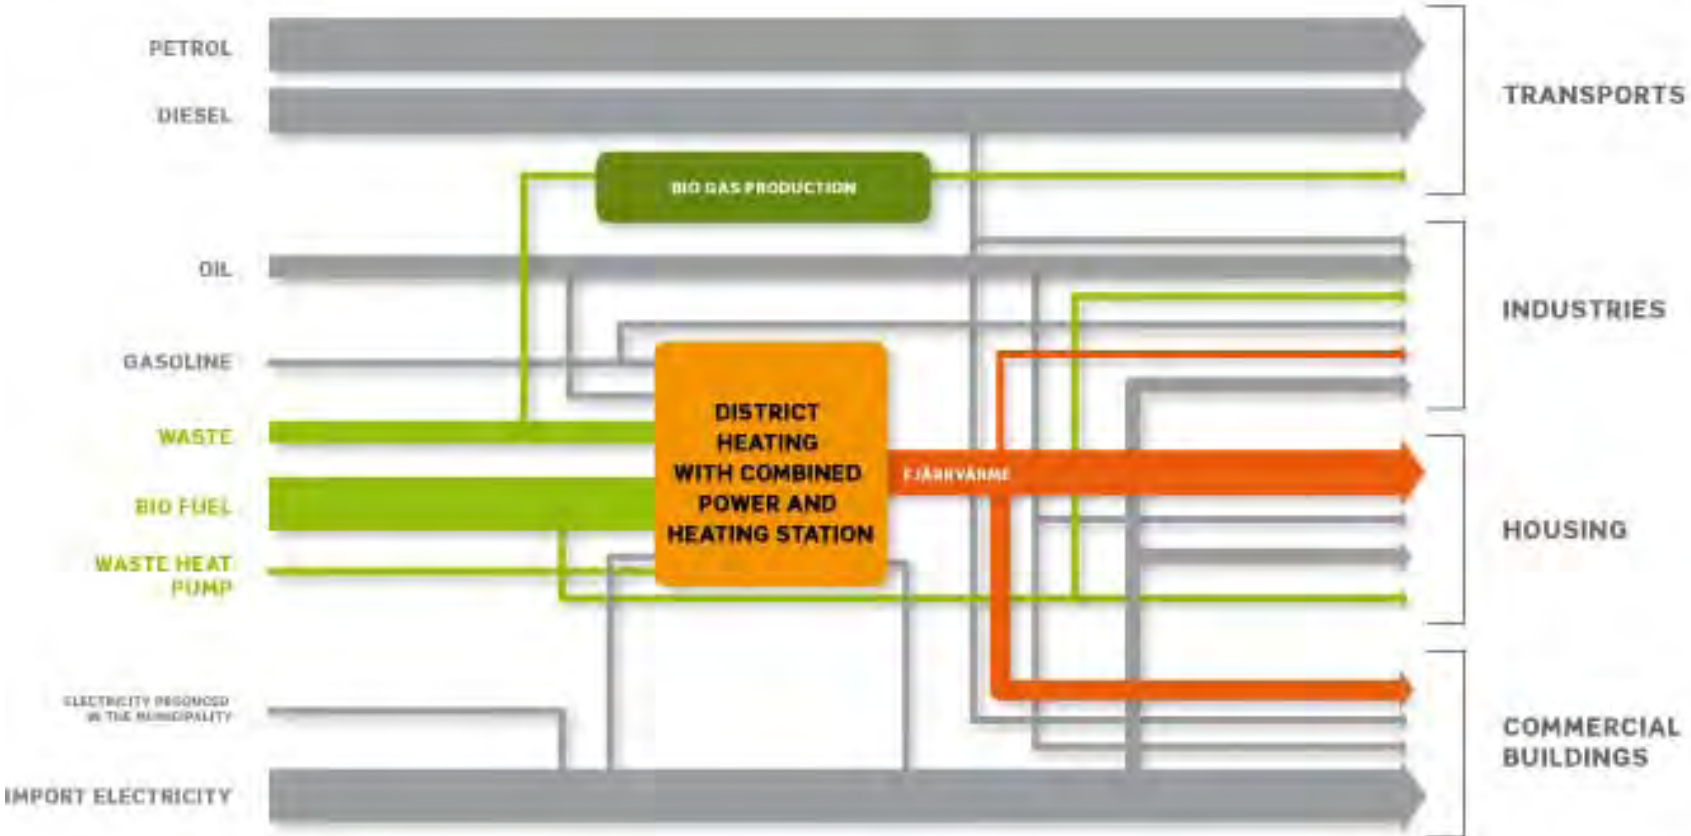 PETROL
DIESEL
TRANSPORTS
BIO GAS PRODUCTION
OIL
GASOLINE
INDUSTRIES
DISTRICT
HEATING
WITH COMBINED
POWER AND
HEATING STATION
WASTE
FJÄRRVÄRME
BIO FUEL
HOUSING
WASTE HEAT
PUMP
ELECTRICITY PRODUCED
IN THE MUNICIPALITY
COMMERCIAL
BUILDINGS
IMPORT ELECTRICITY